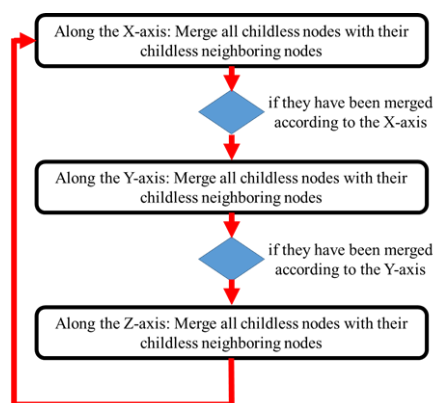 Along the X-axis: Merge all childless nodes with their
childless neighboring nodes
if they have been merged
according to the X-axis
Along the Y-axis: Merge all childless nodes with their
childless neighboring nodes
if they have been merged
according to the Y-axis
Along the Z-axis: Merge all childless nodes with their
childless neighboring nodes